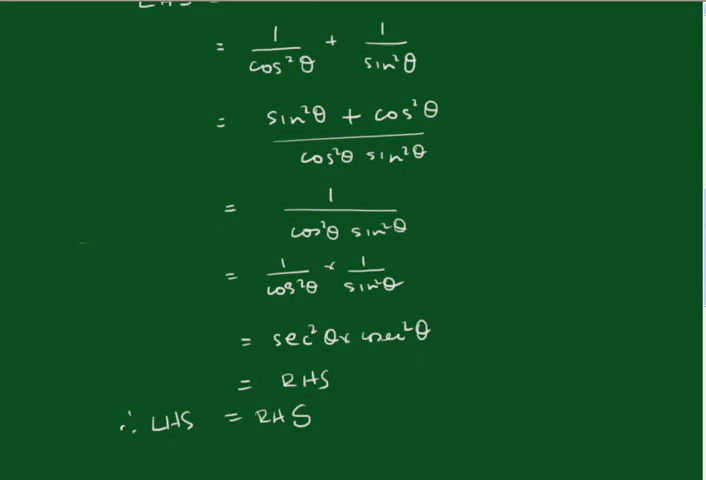 = 1/cos²θ + 1/sin²θ
= (sin²θ + cos²θ)/(cos²θ sin²θ)
= 1/(cos²θ sin²θ)
= 1/cos²θ × 1/sin²θ
= sec²θ × cosec²θ
= RHS
∴ LHS = RHS